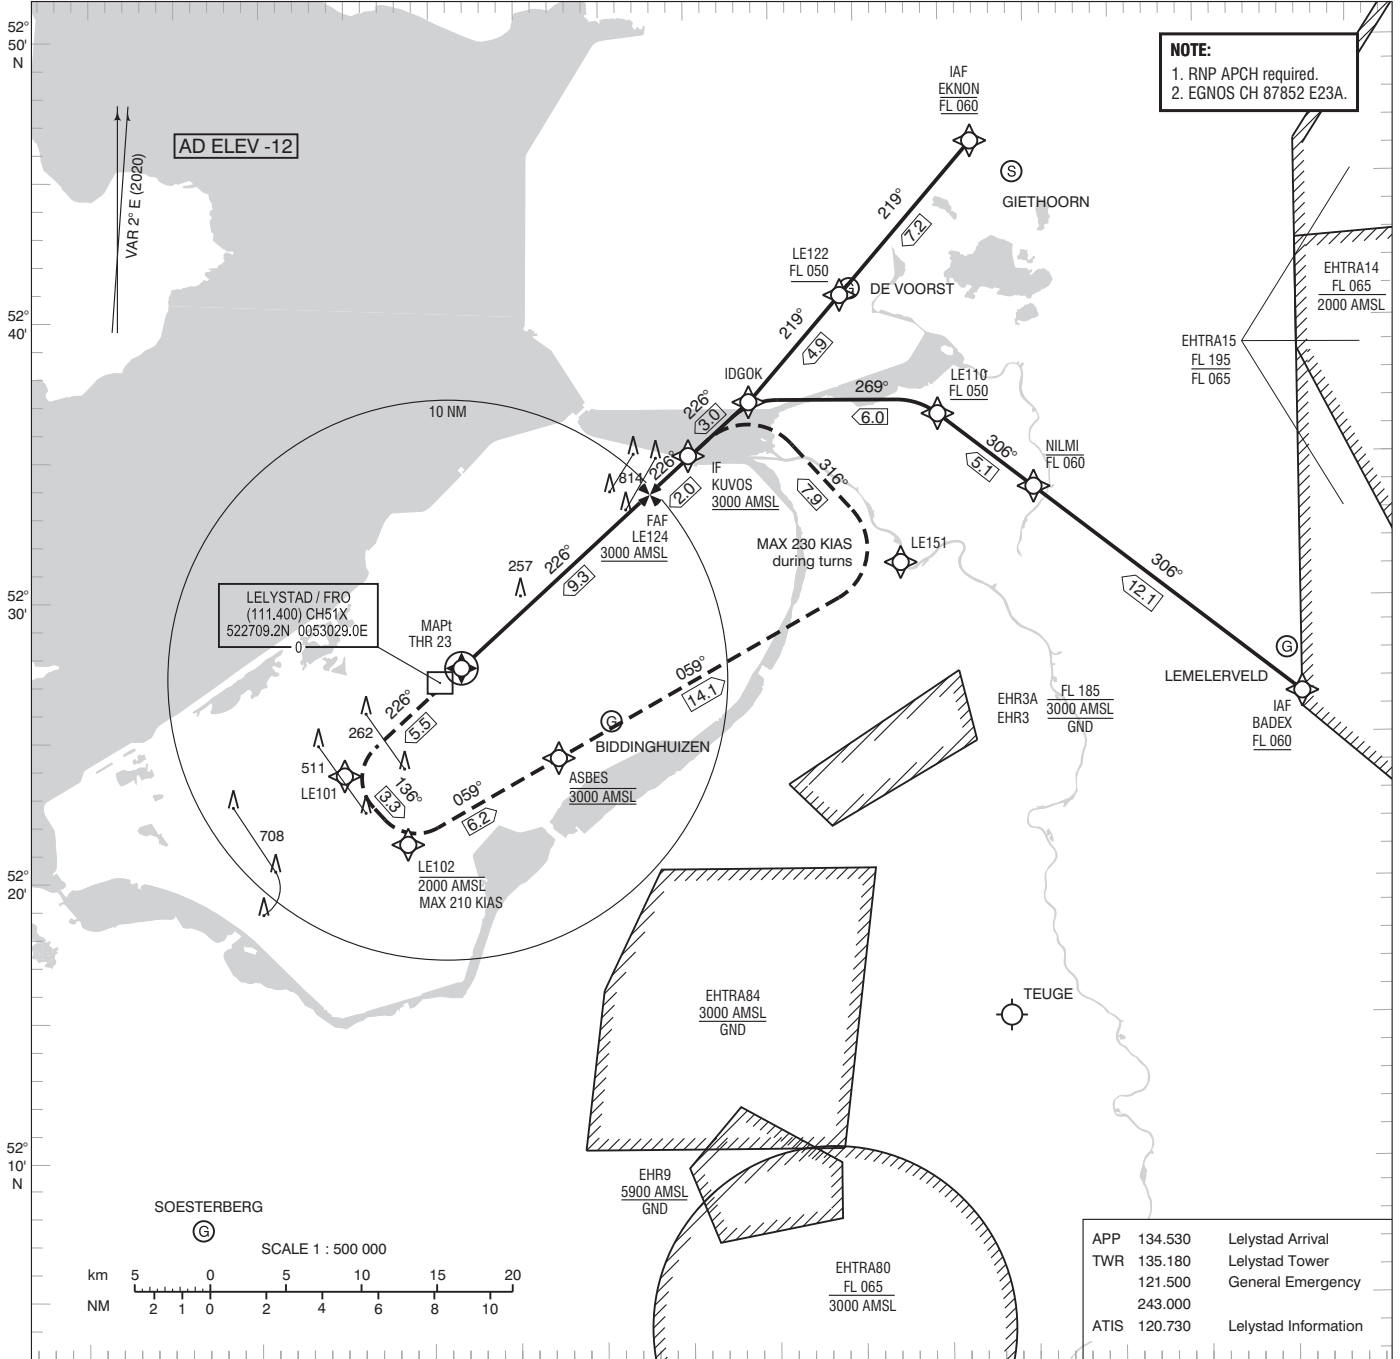 52°
50'
N
AD ELEV -12
VAR 2° E (2020)
NOTE:
1. RNP APCH required.
2. EGNOS CH 87852 E23A.
IAF
EKNON
FL 060
S
GIETHOORN
219°
7.2
LE122
FL 050
G
DE VOORST
219°
4.9
52°
40'
EHTRA14
FL 065
2000 AMSL
EHTRA15
FL 195
FL 065
IDGOK
269°
6.0
LE110
FL 050
306°
5.1
NILMI
FL 060
10 NM
226°
3.0
226°
2.0
814
IF
KUVOS
3000 AMSL
316°
7.9
FAF
LE124
3000 AMSL
MAX 230 KIAS
during turns
LE151
306°
12.1
226°
9.3
257
52°
30'
LELYSTAD / FRO
(111.400) CH51X
522709.2N 0053029.0E
0
MAPt
THR 23
G
LEMELERVELD
IAF
BADEX
FL 060
059°
14.1
EHR3A
EHR3
FL 185
3000 AMSL
GND
226°
5.5
262
G
BIDDINGHUIZEN
511
LE101
136°
3.3
059°
6.2
ASBES
3000 AMSL
708
LE102
2000 AMSL
MAX 210 KIAS
52°
20'
EHTRA84
3000 AMSL
GND
TEUGE
52°
10'
N
EHR9
5900 AMSL
GND
SOESTERBERG
G
SCALE 1 : 500 000
km 5 0 5 10 15 20
NM 2 1 0 2 4 6 8 10
EHTRA80
FL 065
3000 AMSL
APP 134.530 Lelystad Arrival
TWR 135.180 Lelystad Tower
121.500 General Emergency
243.000
ATIS 120.730 Lelystad Information